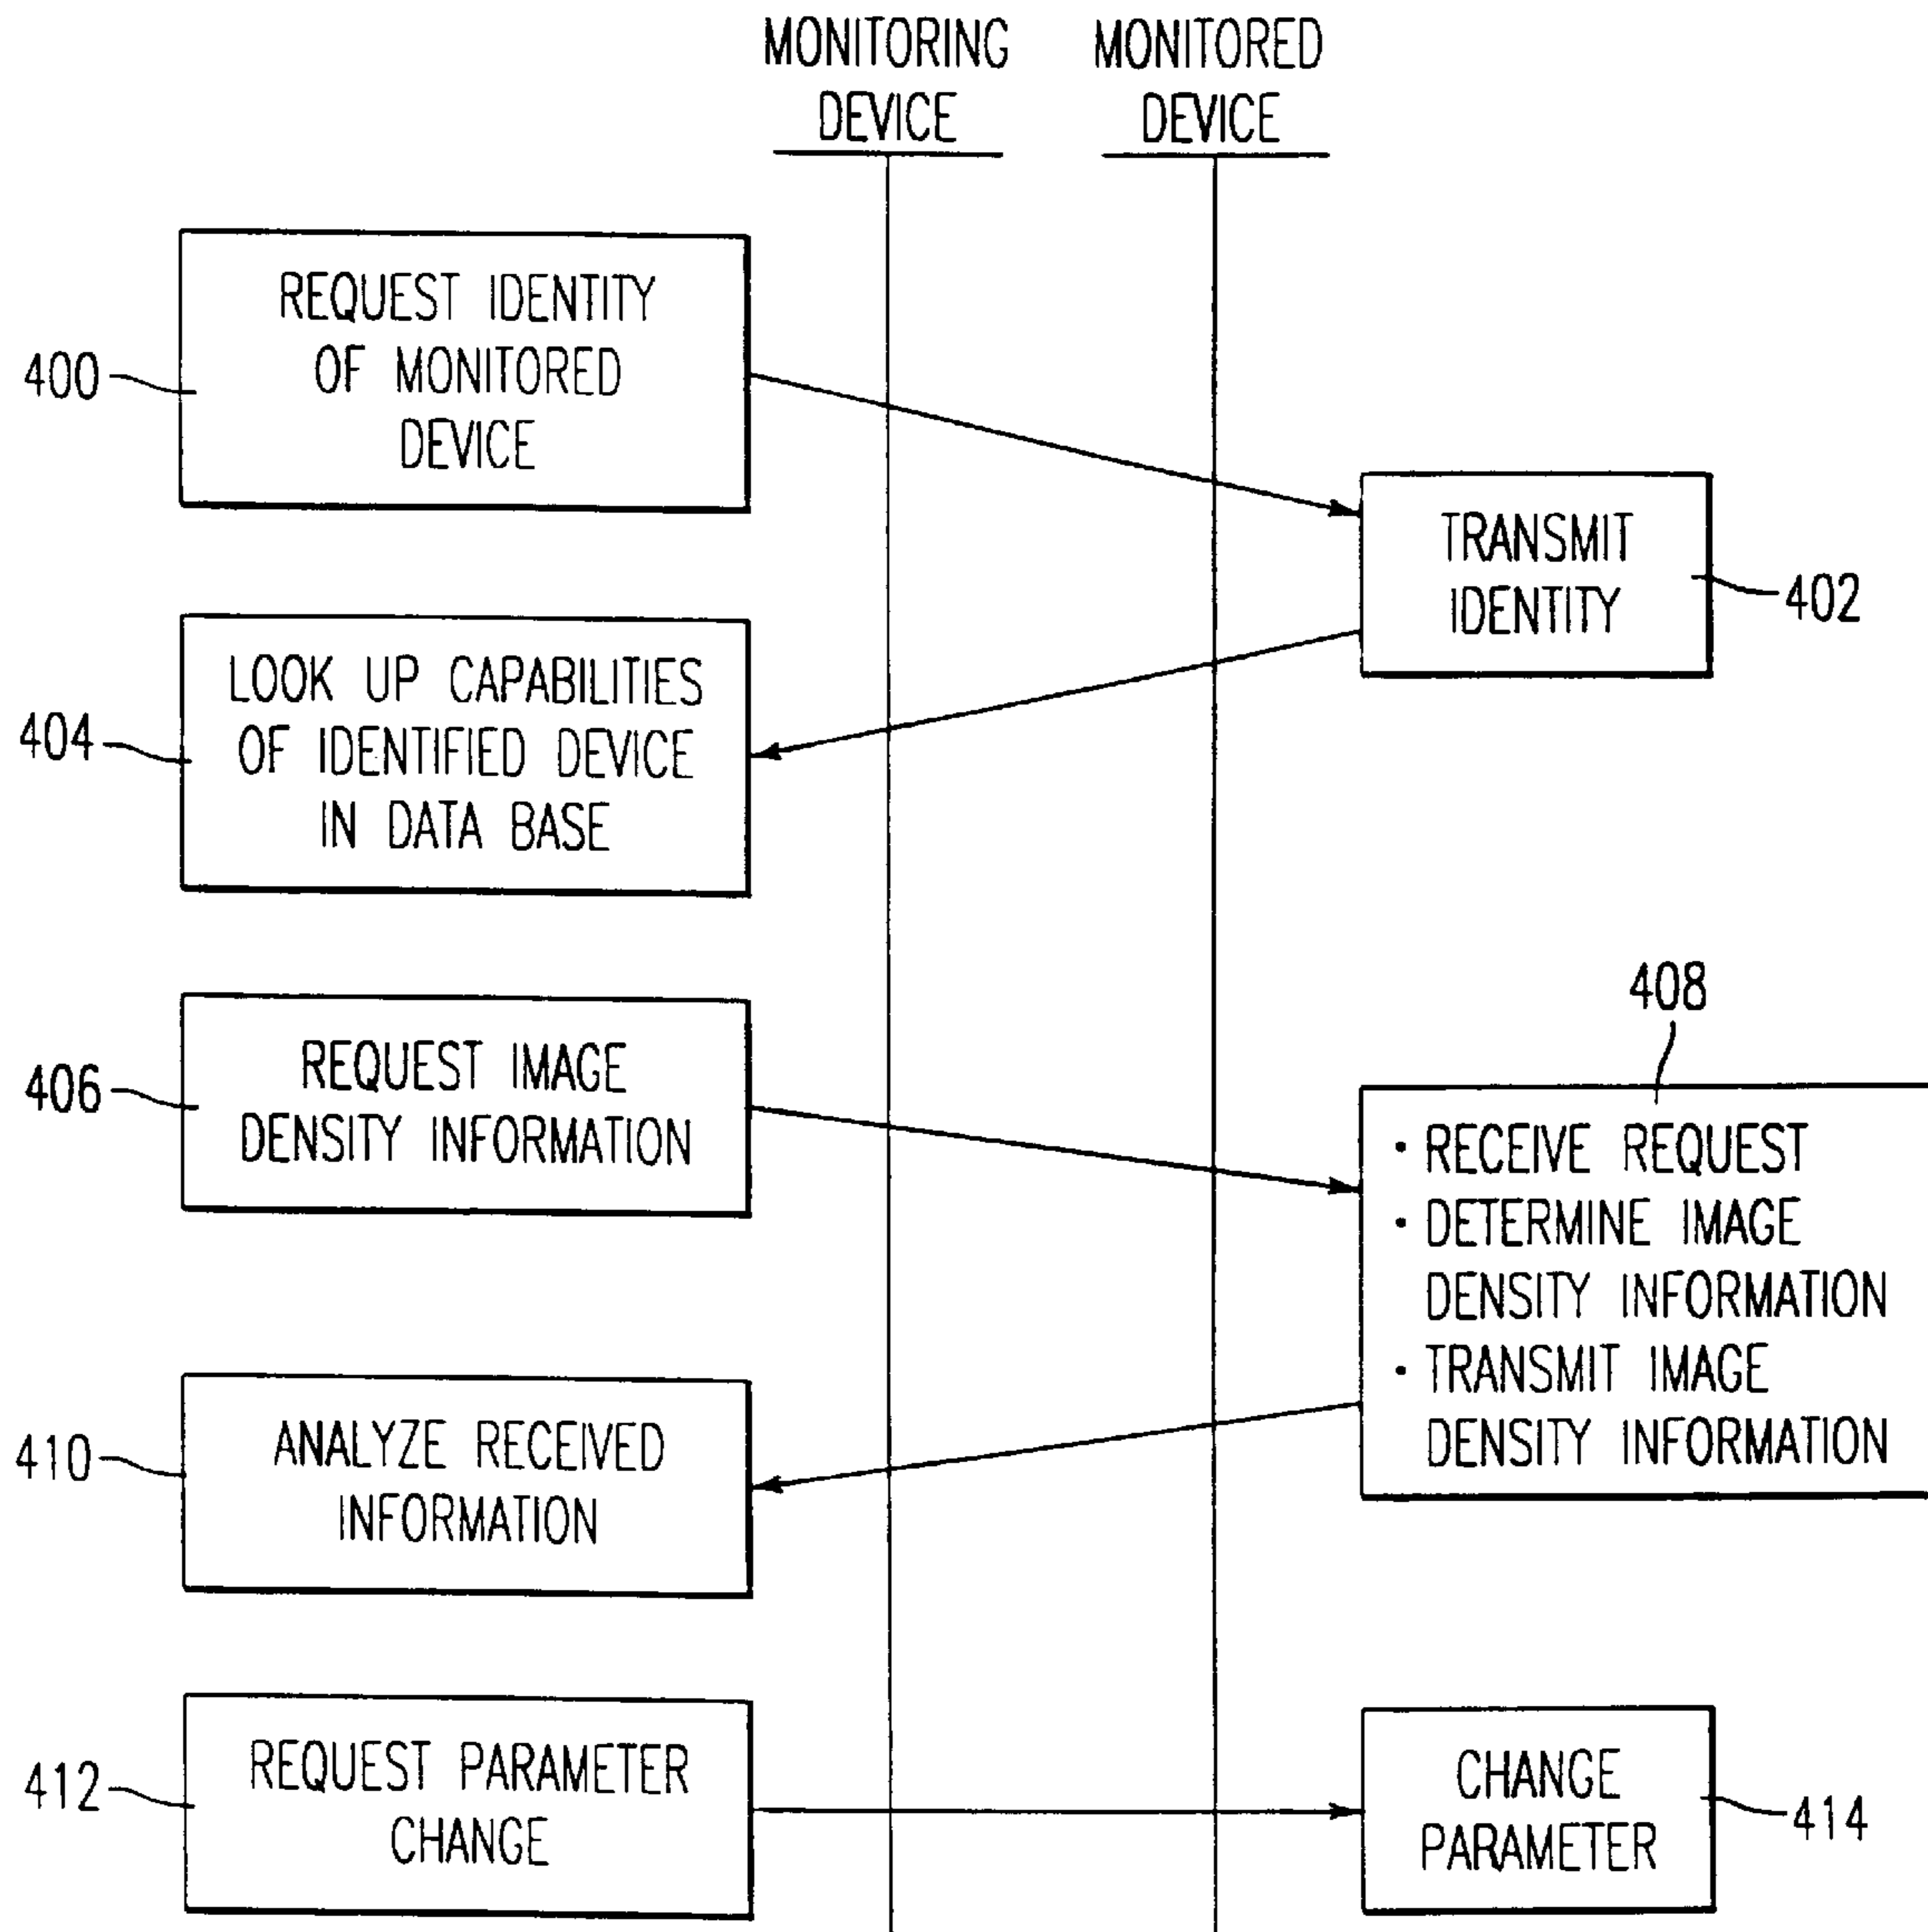 MONITORING
DEVICE
MONITORED
DEVICE
400
REQUEST IDENTITY
OF MONITORED
DEVICE
TRANSMIT
IDENTITY
402
404
LOOK UP CAPABILITIES
OF IDENTIFIED DEVICE
IN DATA BASE
406
REQUEST IMAGE
DENSITY INFORMATION
408
· RECEIVE REQUEST
· DETERMINE IMAGE
DENSITY INFORMATION
· TRANSMIT IMAGE
DENSITY INFORMATION
410
ANALYZE RECEIVED
INFORMATION
412
REQUEST PARAMETER
CHANGE
CHANGE
PARAMETER
414